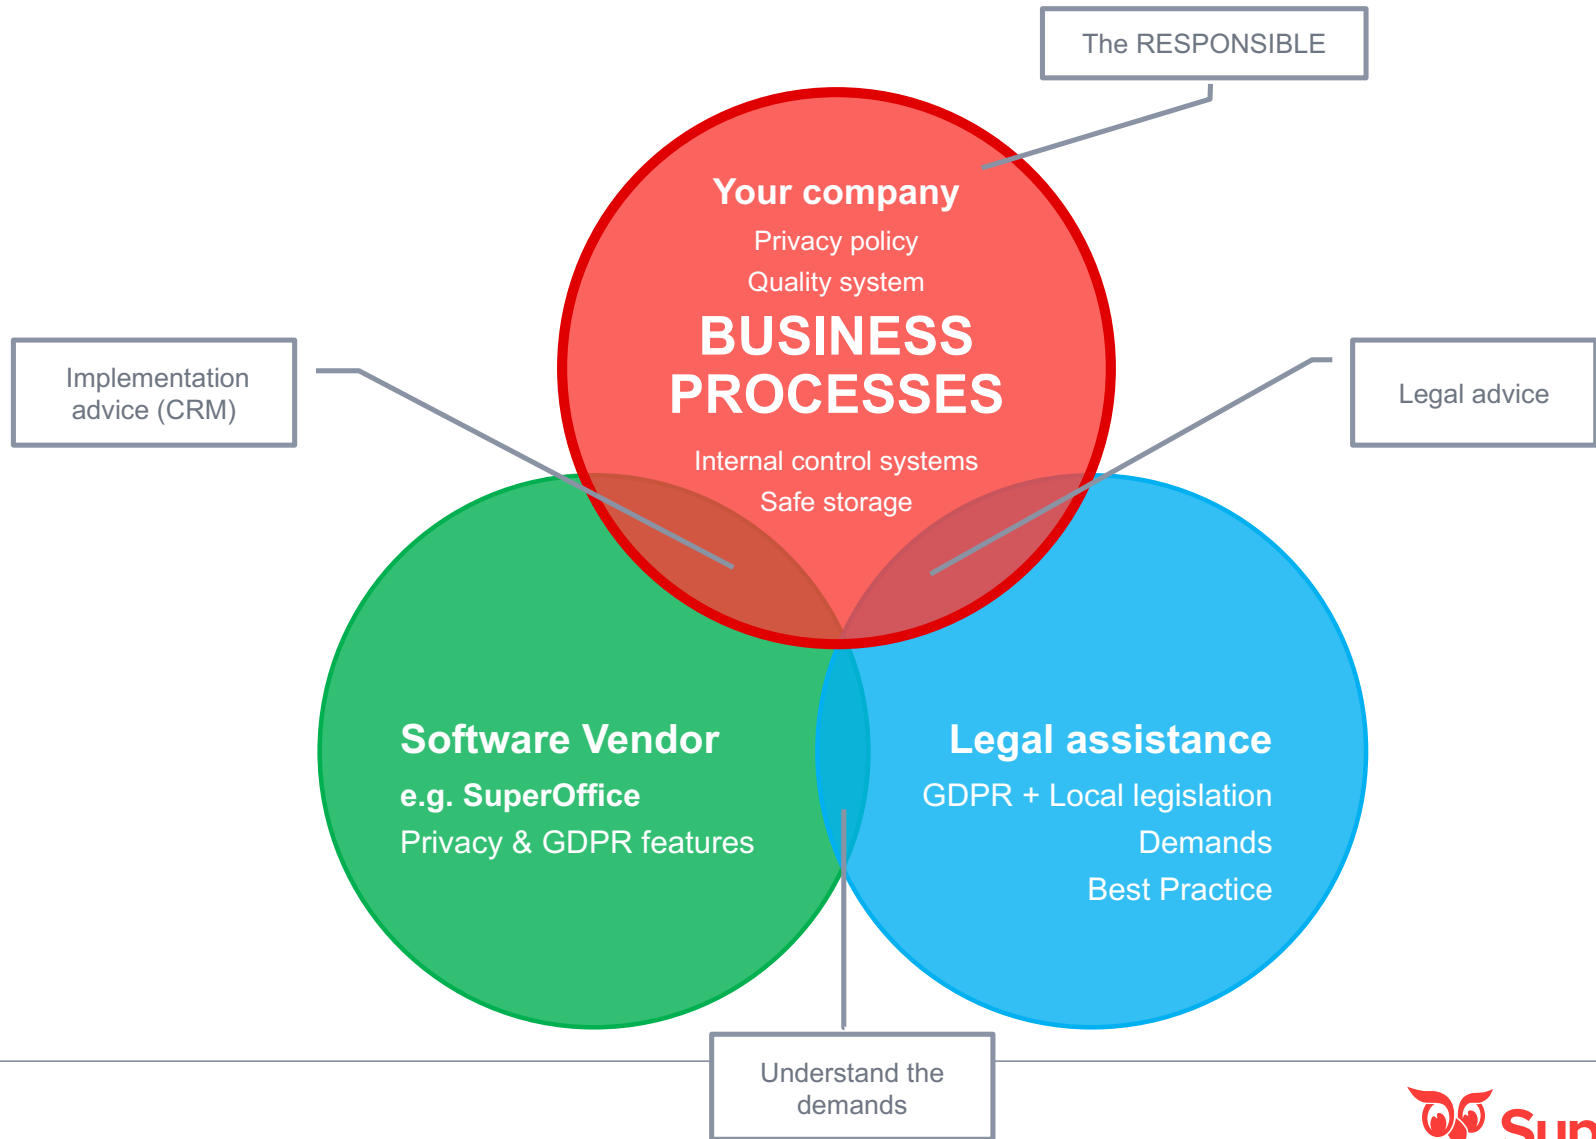 The RESPONSIBLE
Your company
Privacy policy
Quality system
BUSINESS
PROCESSES
Internal control systems
Safe storage
Implementation
advice (CRM)
Legal advice
Software Vendor
e.g. SuperOffice
Privacy & GDPR features
Legal assistance
GDPR + Local legislation
Demands
Best Practice
Understand the
demands